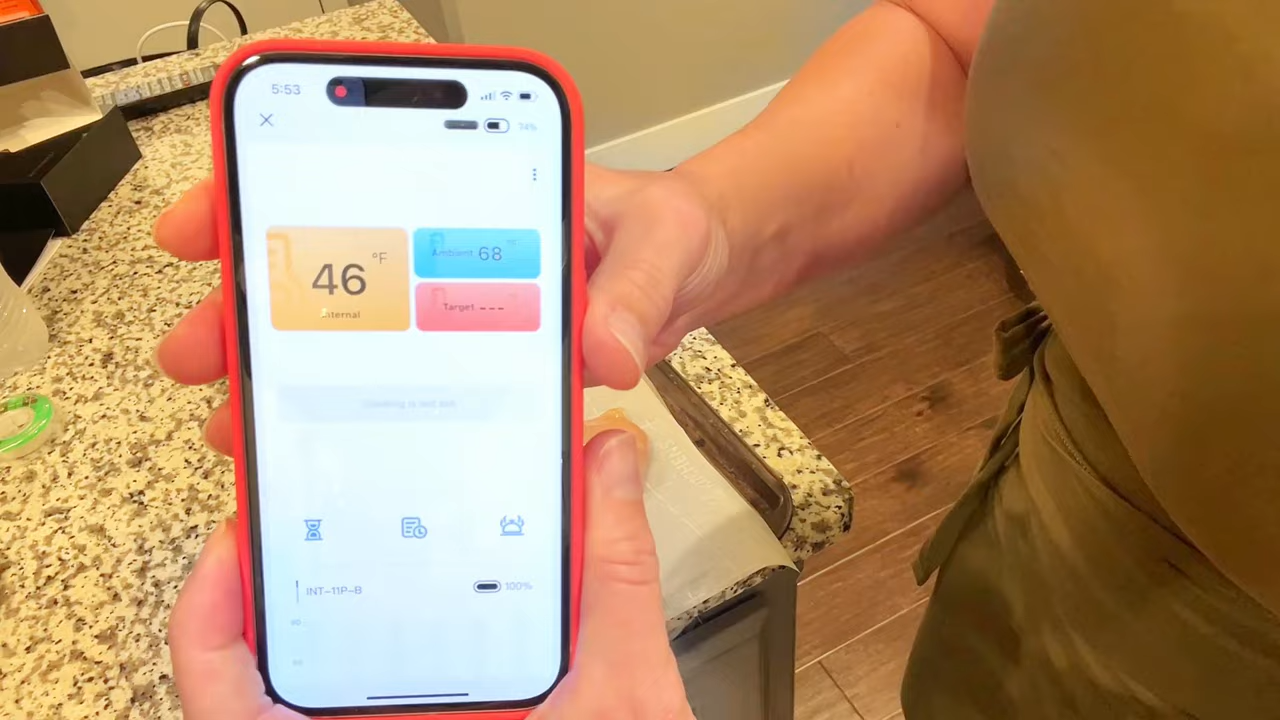 5:53
74%
46 °F
Internal
Ambient 68
Target ---
INT-11P-B
100%